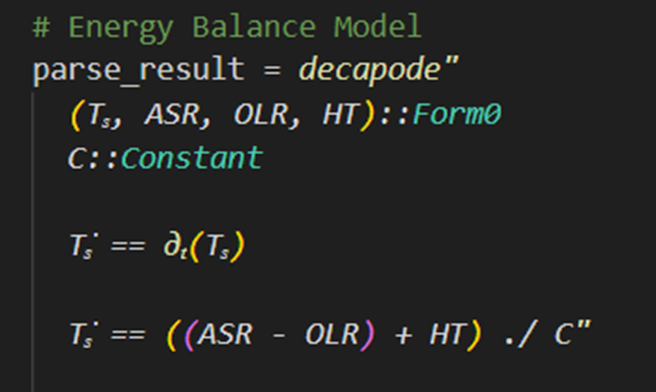 # Energy Balance Model
parse_result = decapode"
(Tₛ, ASR, OLR, HT)::Form0
C::Constant
Tₛ̇ == ∂ₜ(Tₛ)
Tₛ̇ == ((ASR - OLR) + HT) ./ C"